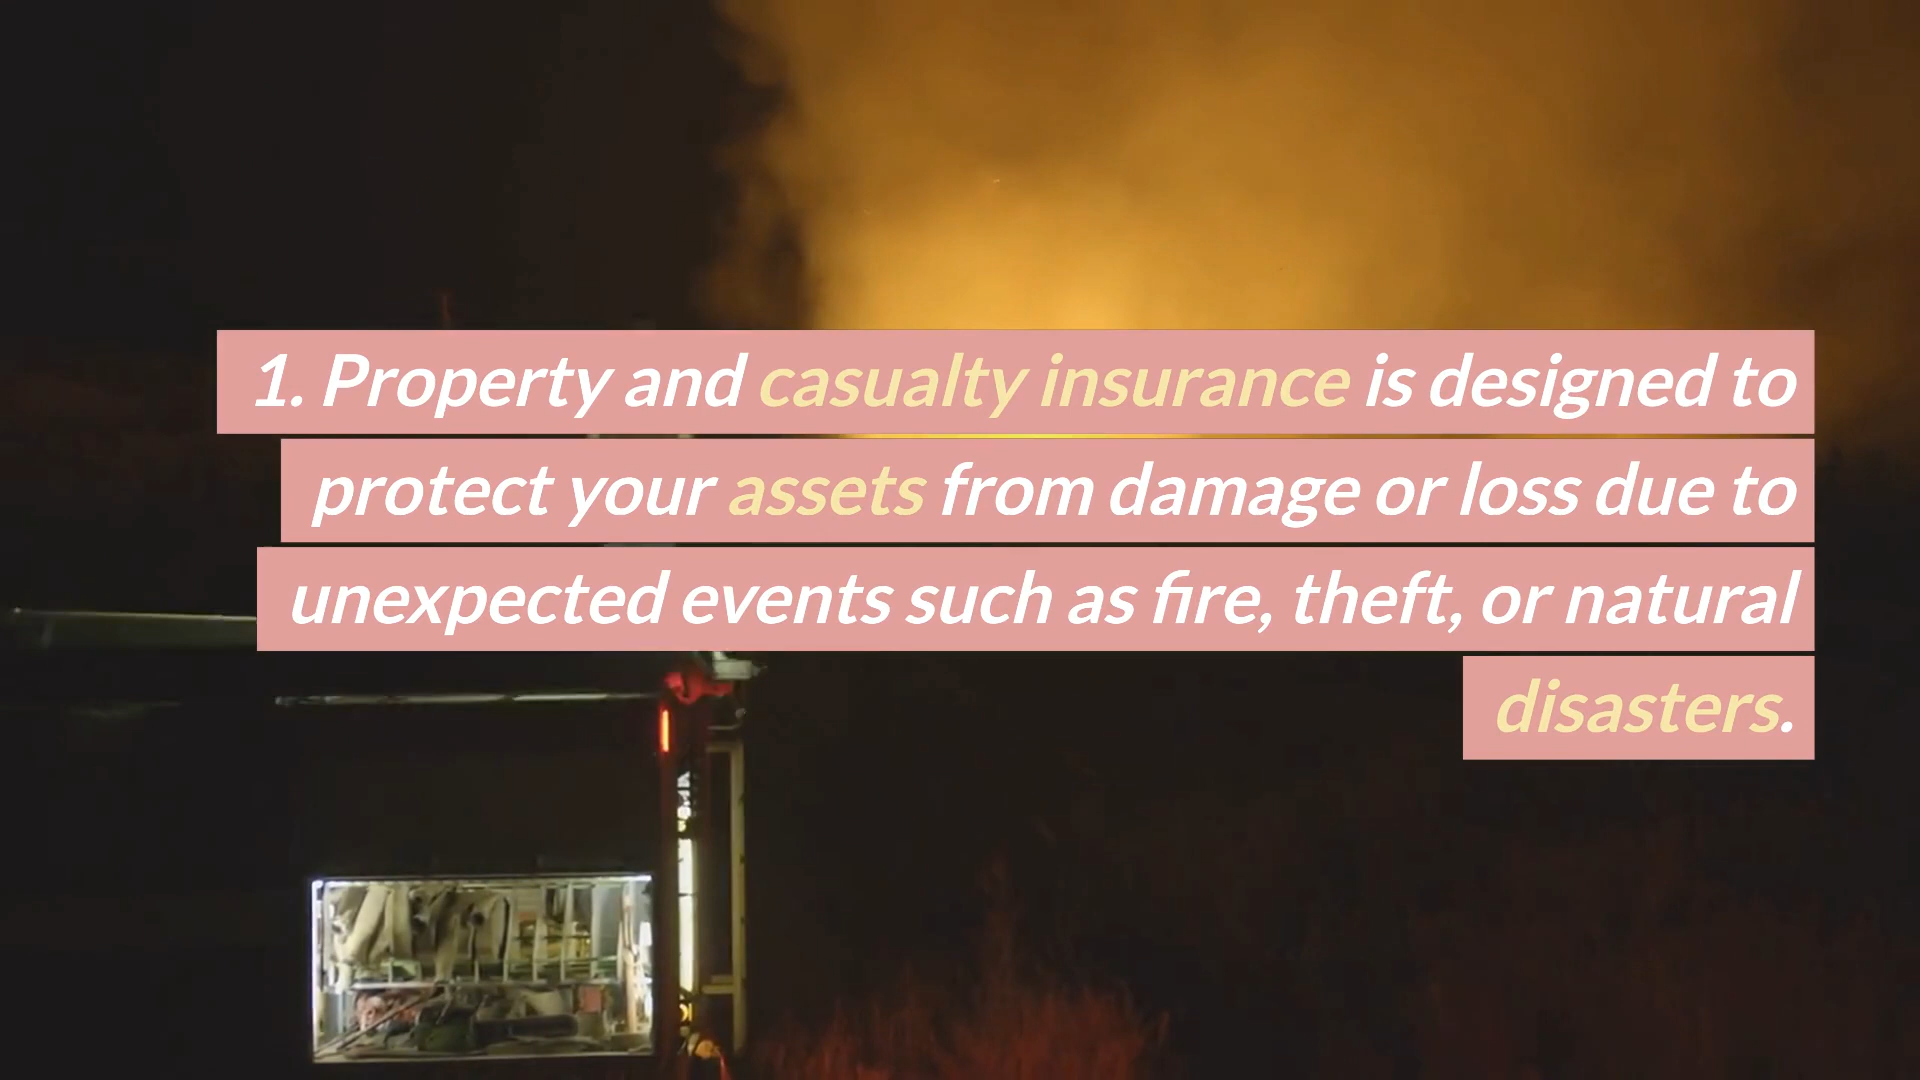 1. Property and casualty insurance is designed to
protect your assets from damage or loss due to
unexpected events such as fire, theft, or natural
disasters.